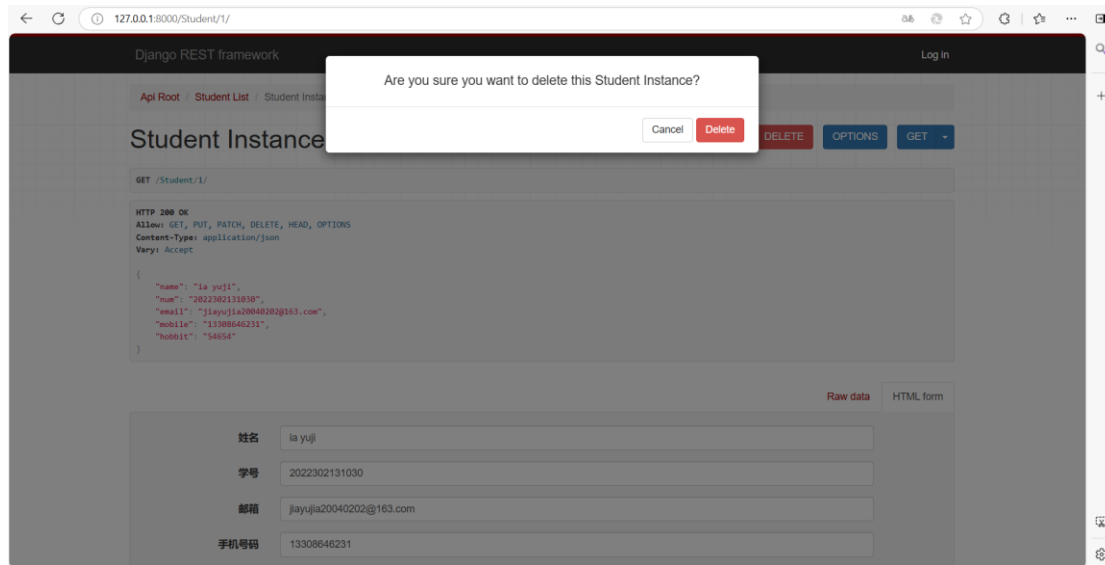 127.0.0.1:8000/Student/1/
Django REST framework
Log in
Are you sure you want to delete this Student Instance?
Cancel Delete
Api Root / Student List / Student Insta
Student Instance
DELETE OPTIONS GET
GET /Student/1/
HTTP 200 OK
Allow: GET, PUT, PATCH, DELETE, HEAD, OPTIONS
Content-Type: application/json
Vary: Accept
{
"name": "ia yuji",
"num": "2022302131030",
"email": "jiayujia20040202@163.com",
"mobile": "13308646231",
"hobbit": "54654"
}
Raw data HTML form
姓名 ia yuji
学号 2022302131030
邮箱 jiayujia20040202@163.com
手机号码 13308646231